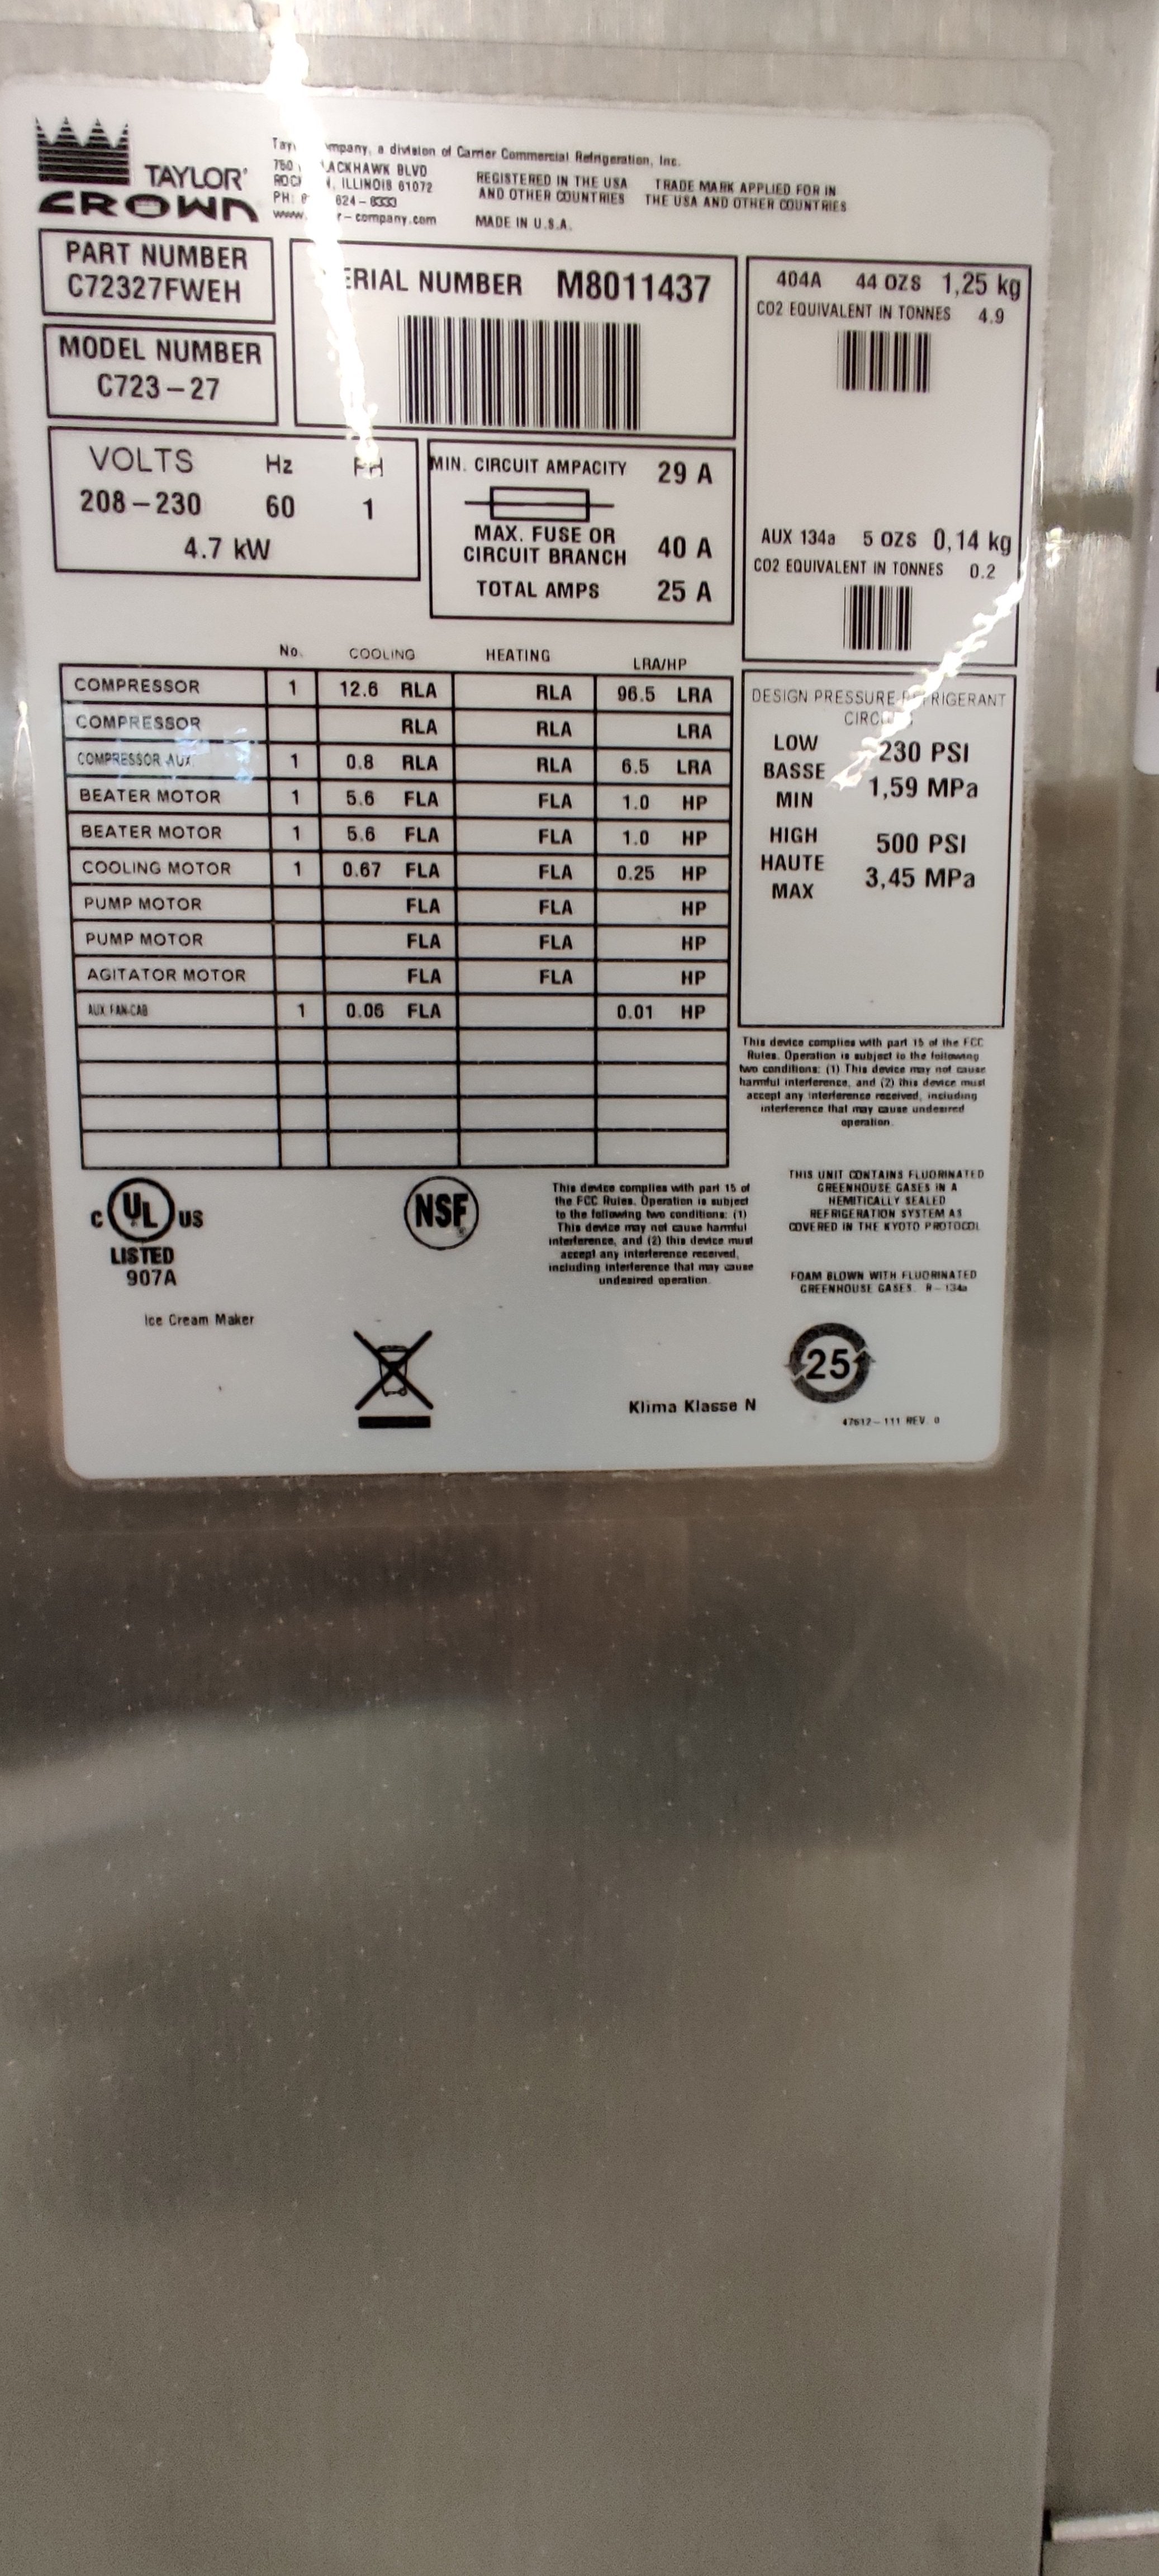 TAYLOR
CROWN
Tay mpany, a division of Carrier Commercial Refrigeration, Inc.
750 LACKHAWK BLVD
ROC , ILLINOIS 61072
PH: 8 624-8333
www. r-company.com
REGISTERED IN THE USA
AND OTHER COUNTRIES
TRADE MARK APPLIED FOR IN
THE USA AND OTHER COUNTRIES
MADE IN U.S.A.
PART NUMBER
C72327FWEH
MODEL NUMBER
C723-27
ERIAL NUMBER M8011437
404A 44 OZS 1,25 kg
CO2 EQUIVALENT IN TONNES 4.9
VOLTS Hz PH
208-230 60 1
4.7 kW
MIN. CIRCUIT AMPACITY 29 A
MAX. FUSE OR
CIRCUIT BRANCH 40 A
TOTAL AMPS 25 A
AUX 134a 5 OZS 0,14 kg
CO2 EQUIVALENT IN TONNES 0.2
No. COOLING HEATING LRA/HP
COMPRESSOR 1 12.6 RLA RLA 96.5 LRA
COMPRESSOR RLA RLA LRA
COMPRESSOR AUX 1 0.8 RLA RLA 6.5 LRA
BEATER MOTOR 1 5.6 FLA FLA 1.0 HP
BEATER MOTOR 1 5.6 FLA FLA 1.0 HP
COOLING MOTOR 1 0.67 FLA FLA 0.25 HP
PUMP MOTOR FLA FLA HP
PUMP MOTOR FLA FLA HP
AGITATOR MOTOR FLA FLA HP
AUX. FAN-CAB 1 0.06 FLA 0.01 HP
DESIGN PRESSURE REFRIGERANT
LOW
BASSE
MIN
230 PSI
1,59 MPa
HIGH
HAUTE
MAX
500 PSI
3,45 MPa
This device complies with part 15 of the FCC
Rules. Operation is subject to the following
two conditions: (1) This device may not cause
harmful interference, and (2) this device must
accept any interference received, including
interference that may cause undesired
operation.
C UL US
LISTED
907A
Ice Cream Maker
NSF
This device complies with part 15 of
the FCC Rules. Operation is subject
to the following two conditions: (1)
This device may not cause harmful
interference, and (2) this device must
accept any interference received,
including interference that may cause
undesired operation.
THIS UNIT CONTAINS FLUORINATED
GREENHOUSE GASES IN A
HEMITICALLY SEALED
REFRIGERATION SYSTEM AS
COVERED IN THE KYOTO PROTOCOL
FOAM BLOWN WITH FLUORINATED
GREENHOUSE GASES. R-134a
25
Klima Klasse N
47612-111 REV. 0